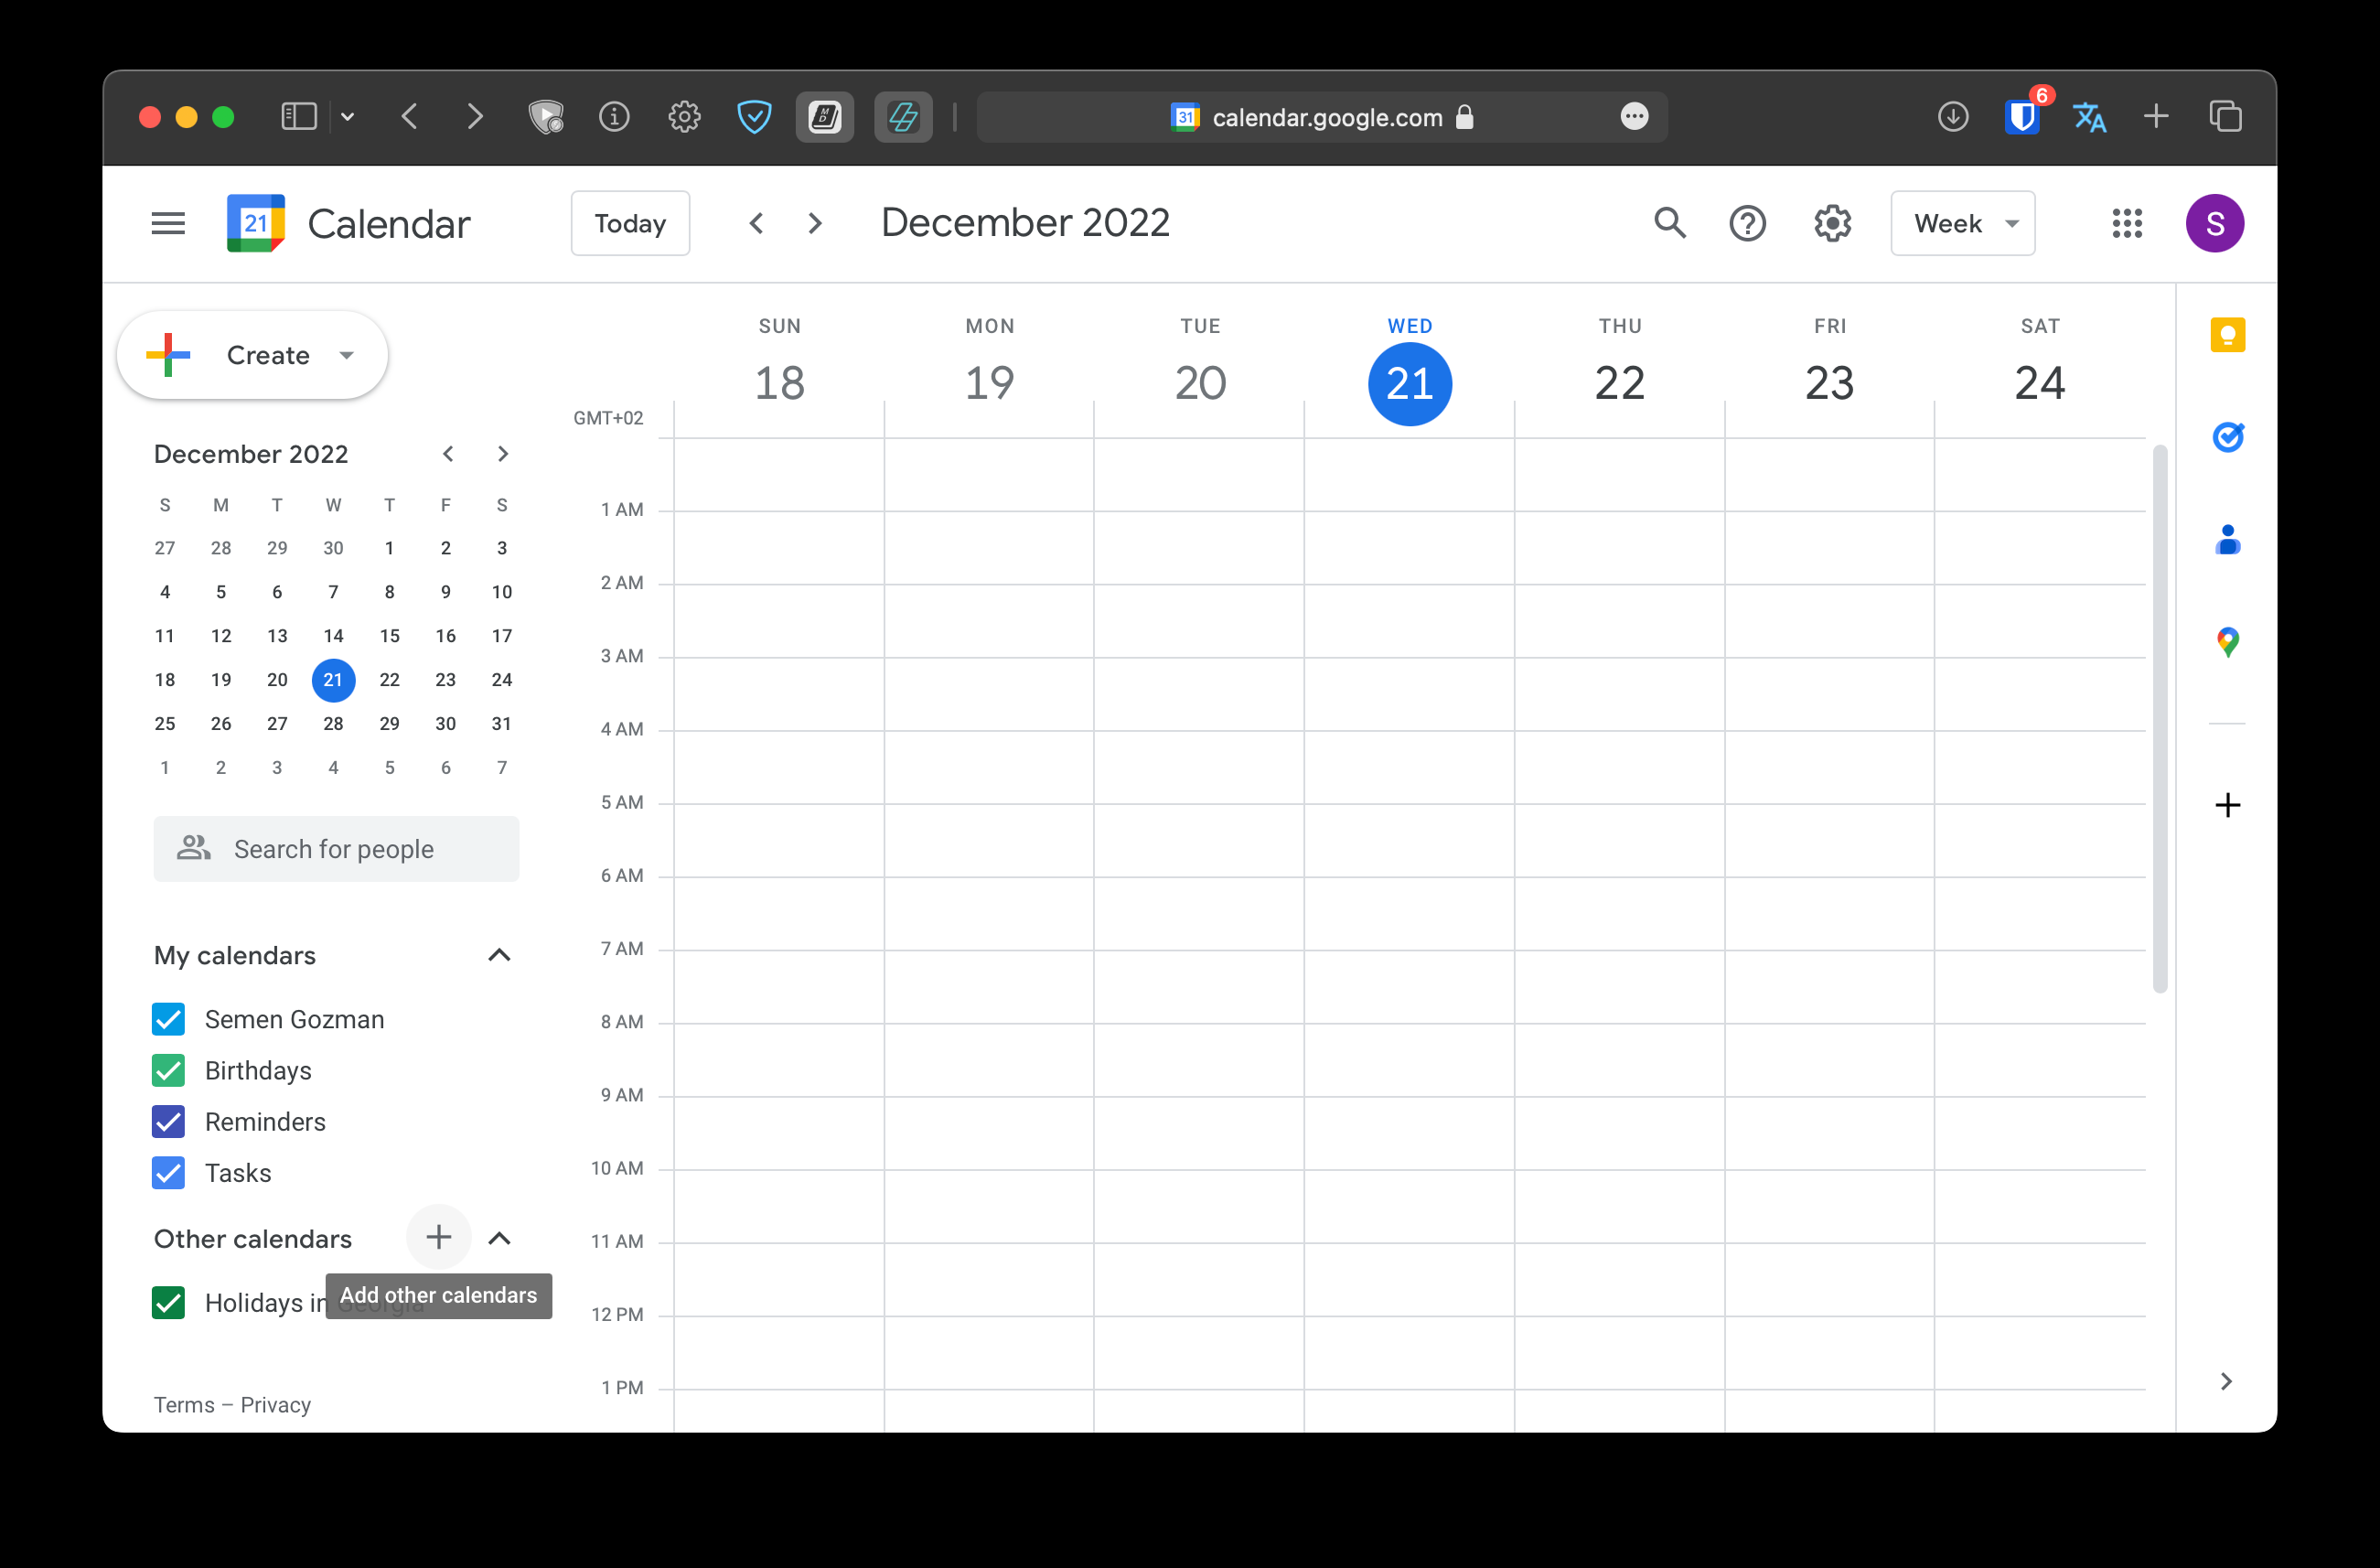 6
31 calendar.google.com
21 Calendar
Today
December 2022
Week
S
Create
December 2022
S M T W T F S
27 28 29 30 1 2 3
4 5 6 7 8 9 10
11 12 13 14 15 16 17
18 19 20 21 22 23 24
25 26 27 28 29 30 31
1 2 3 4 5 6 7
Search for people
My calendars
Semen Gozman
Birthdays
Reminders
Tasks
Other calendars
Add other calendars
Holidays in Georgia
Terms – Privacy
SUN MON TUE WED THU FRI SAT
18 19 20 21 22 23 24
GMT+02
1 AM
2 AM
3 AM
4 AM
5 AM
6 AM
7 AM
8 AM
9 AM
10 AM
11 AM
12 PM
1 PM